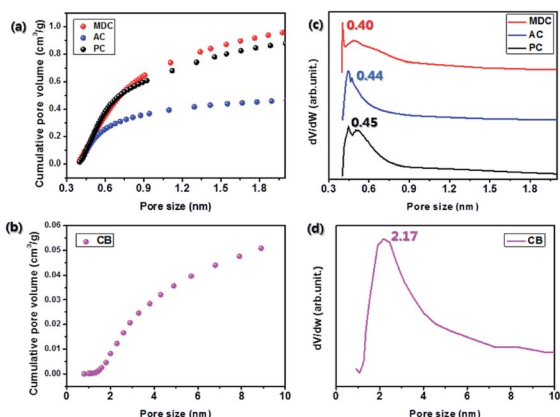 (a)
MDC
AC
PC
Cumulative pore volume (cm³/g)
1.0
0.8
0.6
0.4
0.2
0.0
0.3 0.6 0.9 1.2 1.5 1.8
Pore size (nm)
(c)
0.40
MDC
AC
PC
0.44
0.45
dV/dW (arb.unit.)
0.3 0.6 0.9 1.2 1.5 1.8
Pore size (nm)
(b)
CB
Cumulative pore volume (cm³/g)
0.06
0.05
0.04
0.03
0.02
0.01
0.00
0 2 4 6 8 10
Pore size (nm)
(d)
2.17
CB
dV/dw (arb.unit.)
0 2 4 6 8 10
Pore size (nm)